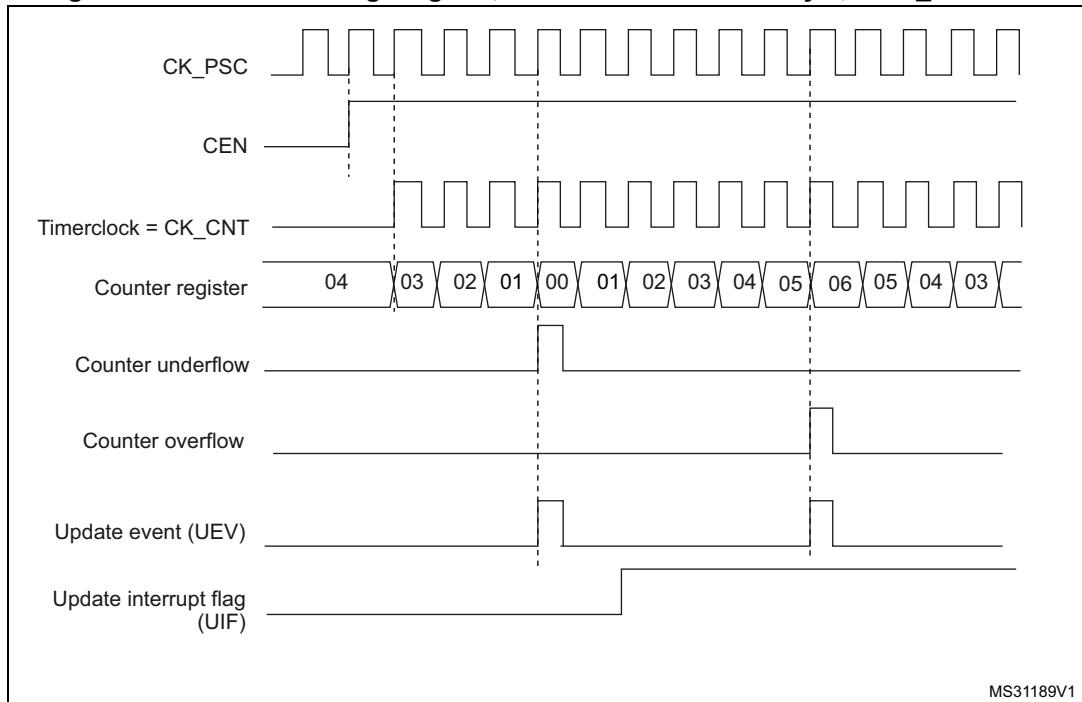 CK_PSC
CEN
Timerclock = CK_CNT
Counter register 04 03 02 01 00 01 02 03 04 05 06 05 04 03
Counter underflow
Counter overflow
Update event (UEV)
Update interrupt flag
(UIF)
MS31189V1